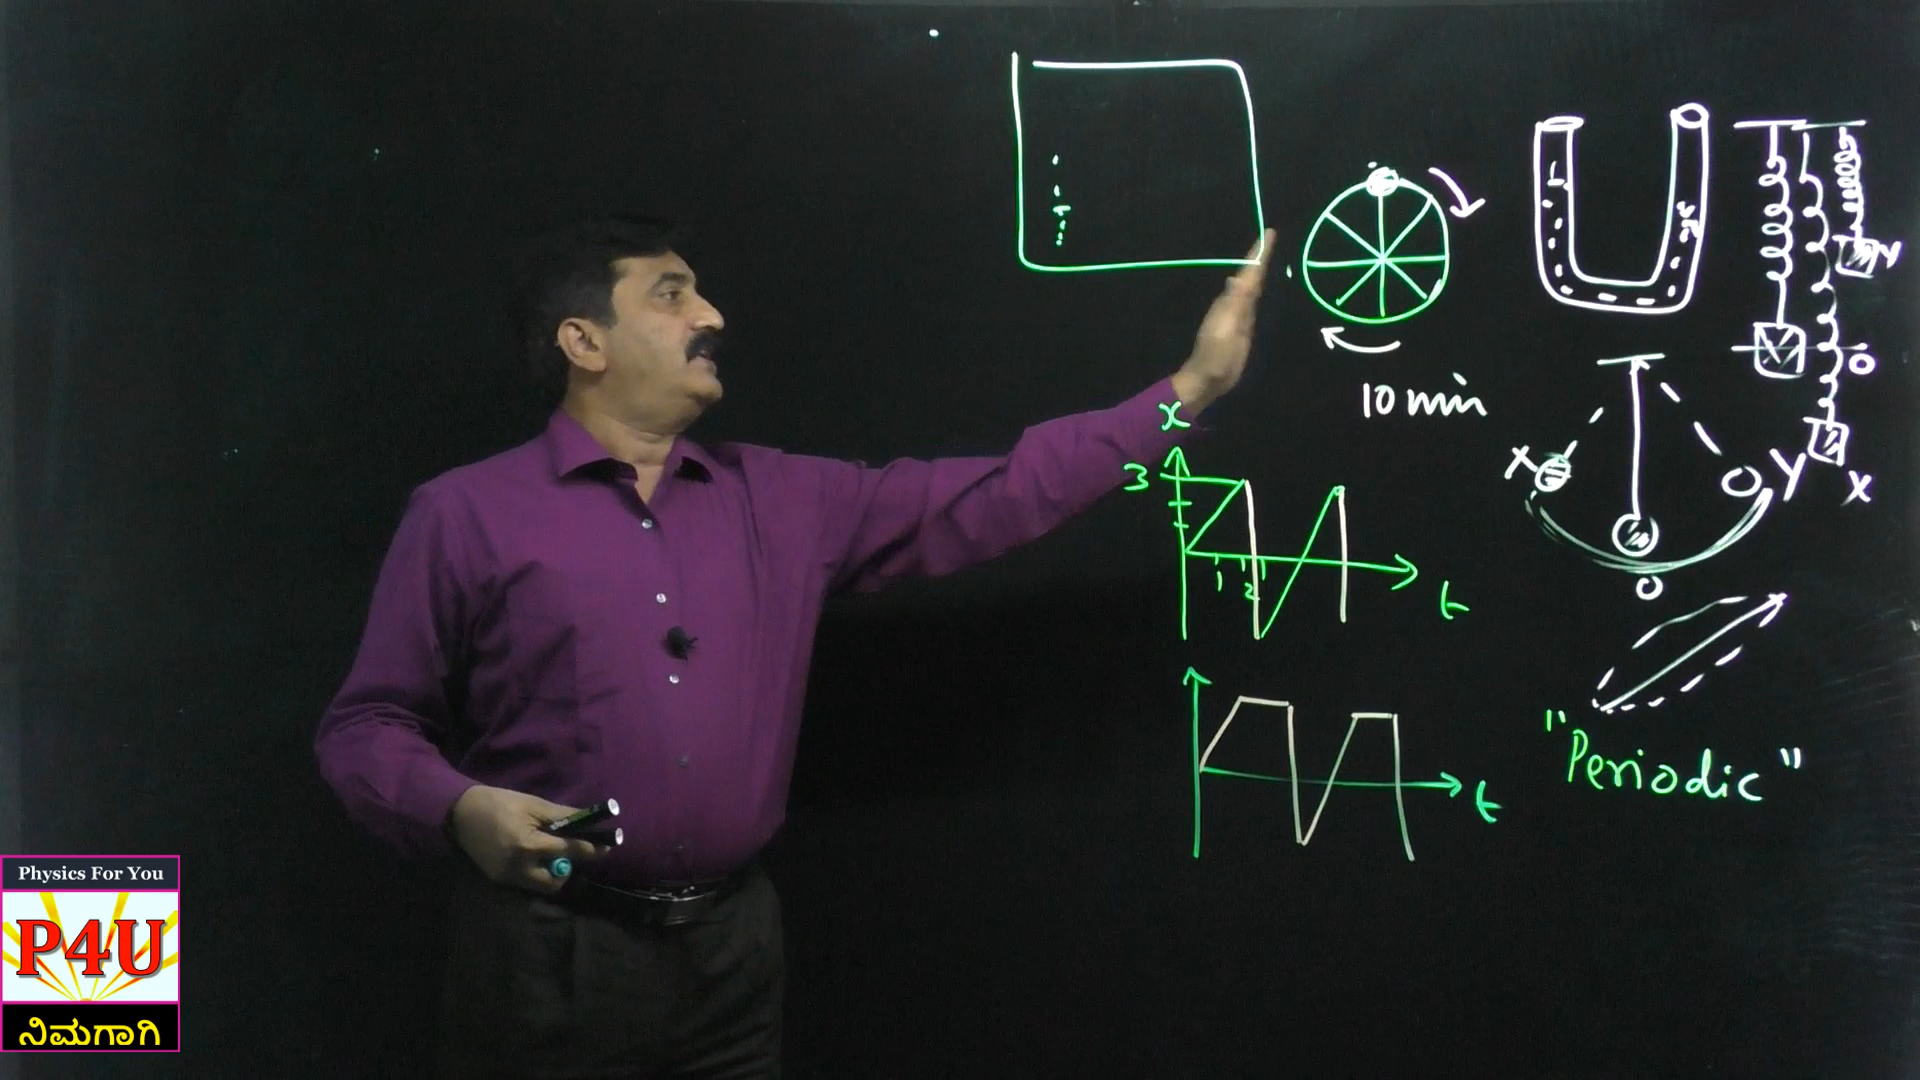 10 min
x
3
1
2
t
t
X
Y
O
Y
O
X
"Periodic"
Physics For You
P4U
ನಿಮಗಾಗಿ